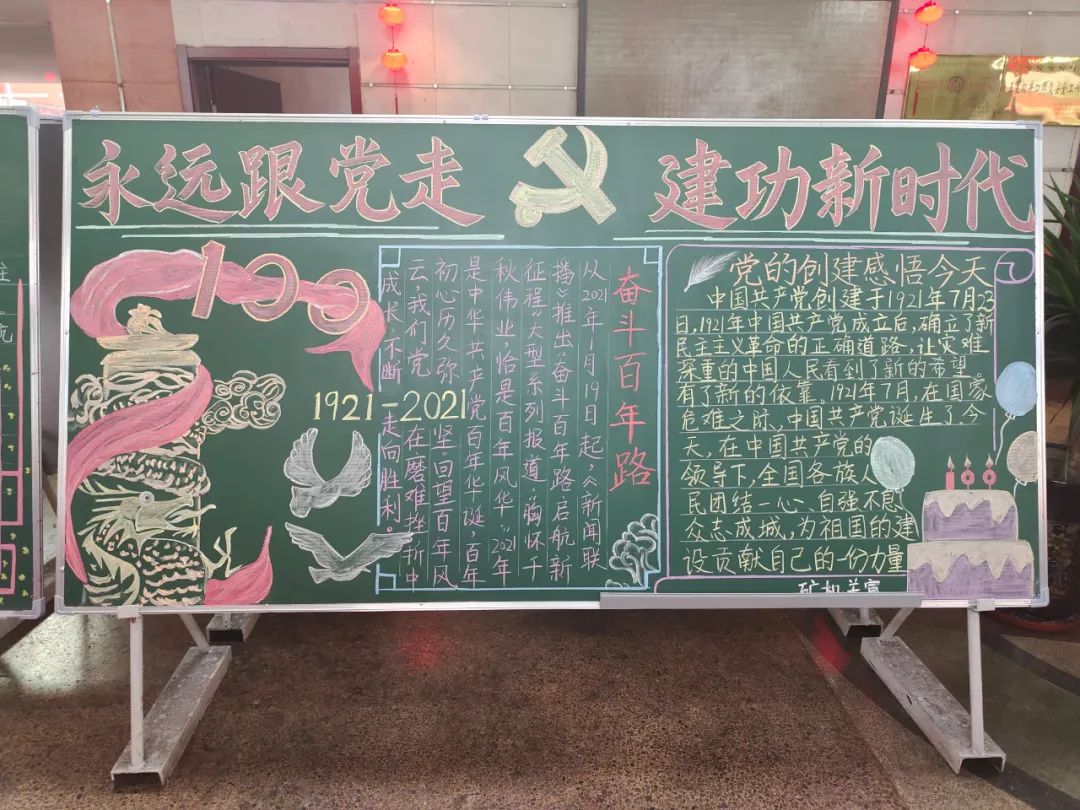 永远跟党走
建功新时代
100
1921-2021
奋斗百年路
从2021年1月19日起，《新闻联
播》推出“奋斗百年路启航新
征程”大型系列报道。“胸怀千
秋伟业，恰是百年风华。”2021年
是中华共产党百年华诞，百年
初心历久弥坚。回望百年风
云，我们党在磨难挫折中
成长、不断走向胜利。
党的创建感悟今天
中国共产党创建于1921年7月23
日，1921年中国共产党成立后，确立了新
民主主义革命的正确道路，让灾难
深重的中国人民看到了新的希望。
有了新的依靠。1921年7月，在国家
危难之际，中国共产党诞生了。今
天，在中国共产党的
领导下，全国各族人
民团结一心、自强不息、
众志成城，为祖国的建
设贡献自己的一份力量
100